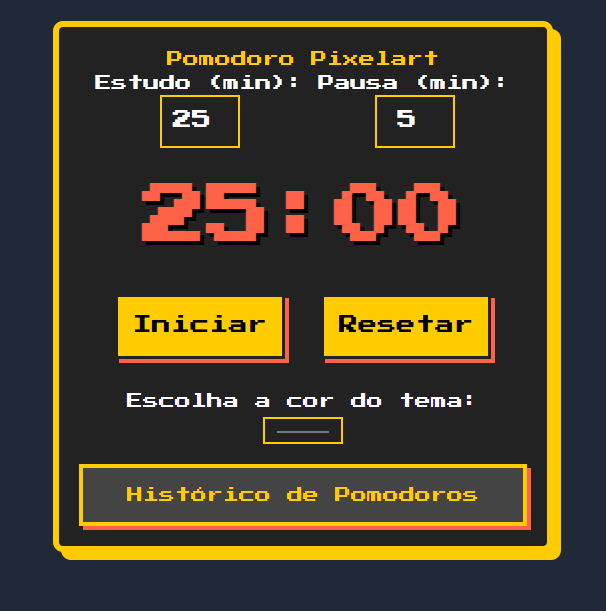 Pomodoro Pixelart
Estudo (min): Pausa (min):
25 5
25:00
Iniciar Resetar
Escolha a cor do tema:
Histórico de Pomodoros